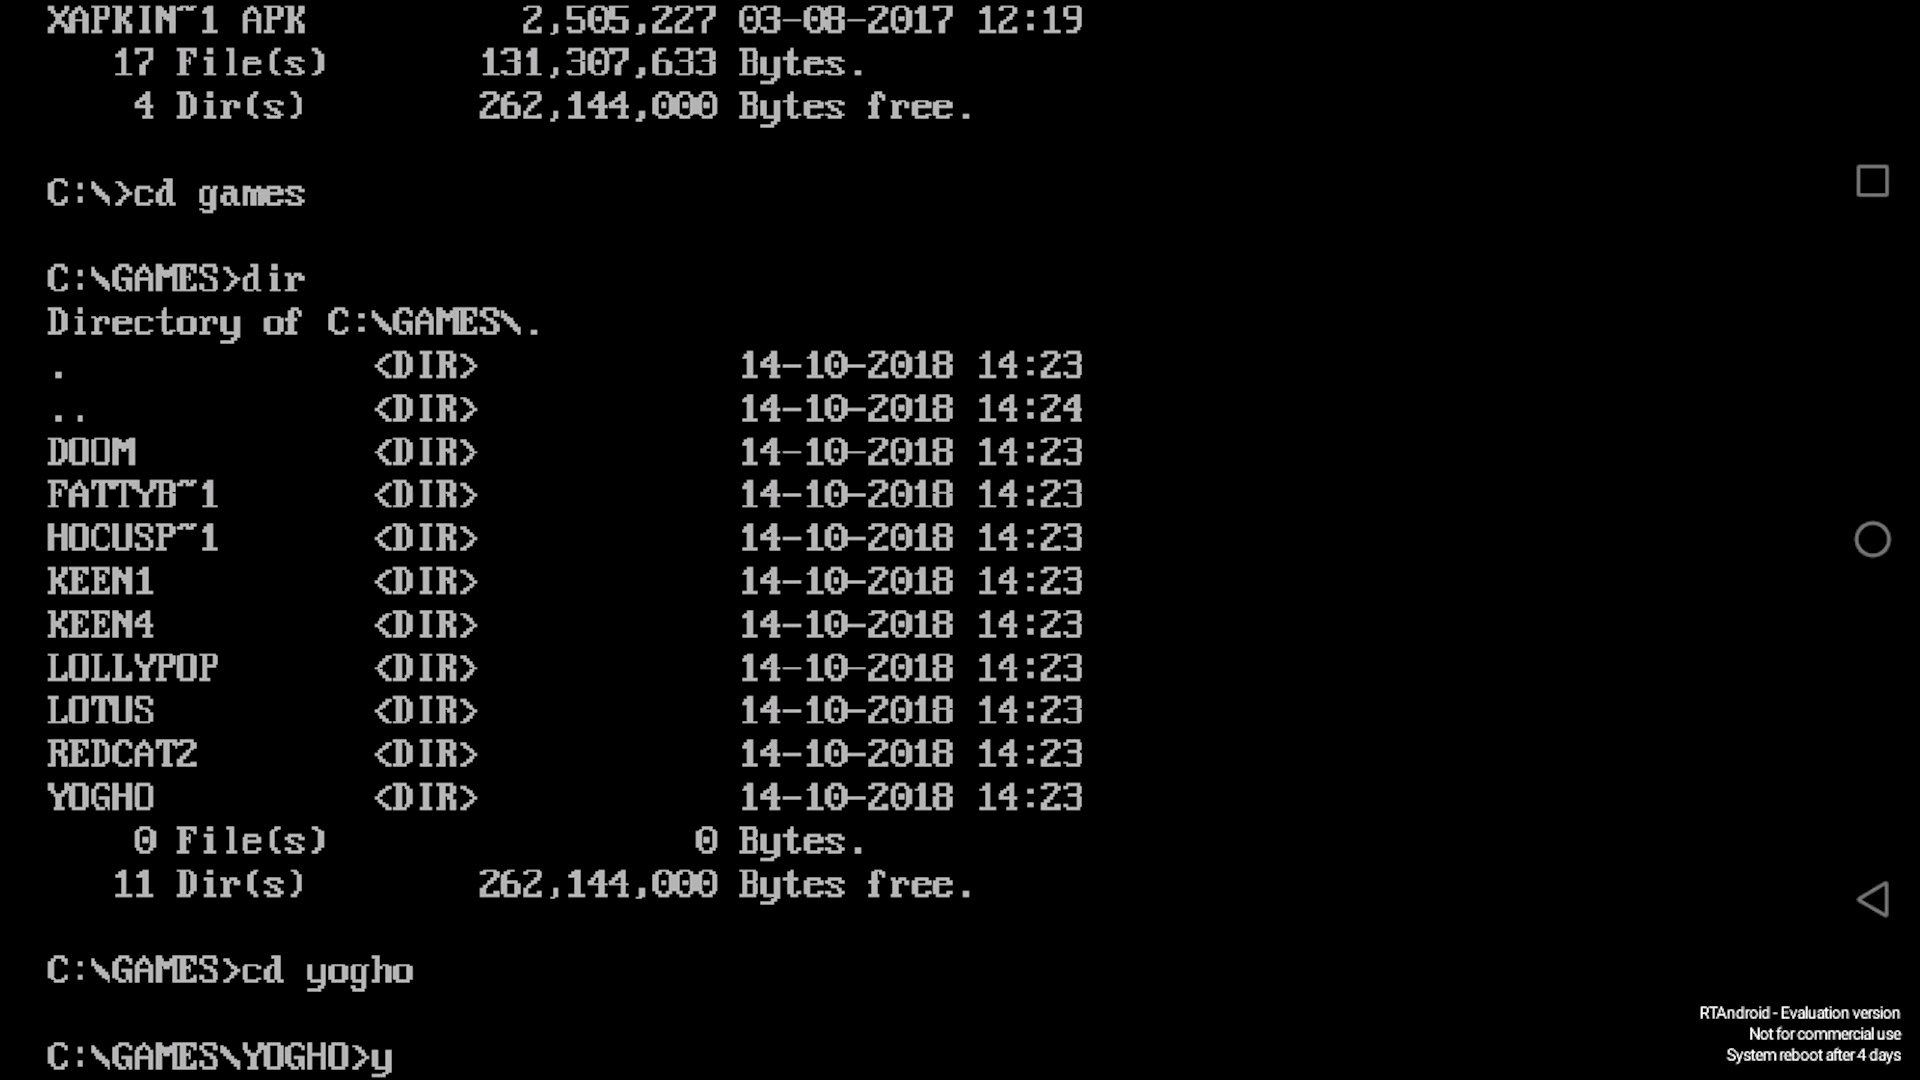 XAPKIN~1 APK          2,505,227 03-08-2017 12:19
   17 File(s)       131,307,633 Bytes.
    4 Dir(s)        262,144,000 Bytes free.
C:\>cd games
C:\GAMES>dir
Directory of C:\GAMES\.
.              <DIR>            14-10-2018 14:23
..             <DIR>            14-10-2018 14:24
DOOM           <DIR>            14-10-2018 14:23
FATTYB~1       <DIR>            14-10-2018 14:23
HOCUSP~1       <DIR>            14-10-2018 14:23
KEEN1          <DIR>            14-10-2018 14:23
KEEN4          <DIR>            14-10-2018 14:23
LOLLYPOP       <DIR>            14-10-2018 14:23
LOTUS          <DIR>            14-10-2018 14:23
REDCAT2        <DIR>            14-10-2018 14:23
YOGHO          <DIR>            14-10-2018 14:23
    0 File(s)                 0 Bytes.
   11 Dir(s)        262,144,000 Bytes free.
C:\GAMES>cd yogho
C:\GAMES\YOGHO>y
RTAndroid - Evaluation version
Not for commercial use
System reboot after 4 days